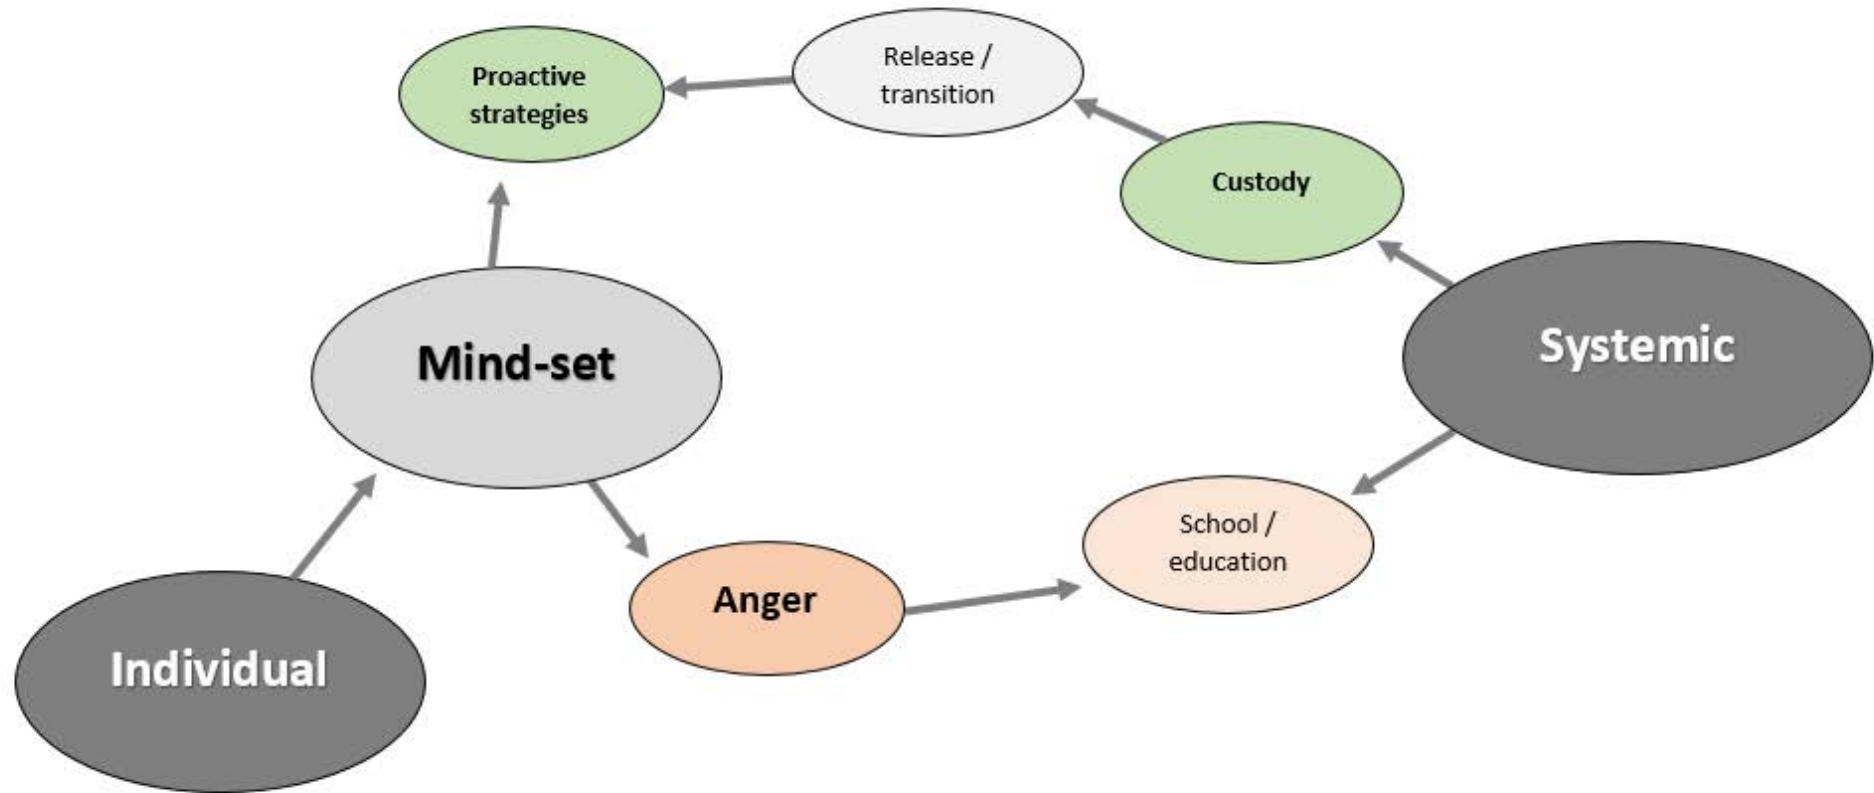 Release /
transition
Proactive
strategies
Custody
Systemic
Mind-set
School /
education
Anger
Individual